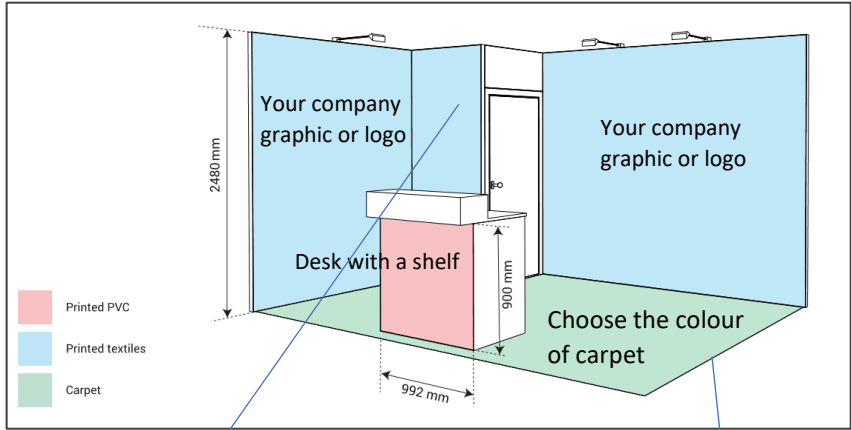 2480 mm
Your company
graphic or logo
Your company
graphic or logo
Desk with a shelf
900 mm
Choose the colour
of carpet
992 mm
Printed PVC
Printed textiles
Carpet